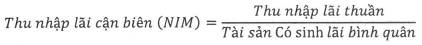 Thu nhập lãi cận biên (NIM) = Thu nhập lãi thuần / Tài sản Có sinh lãi bình quân